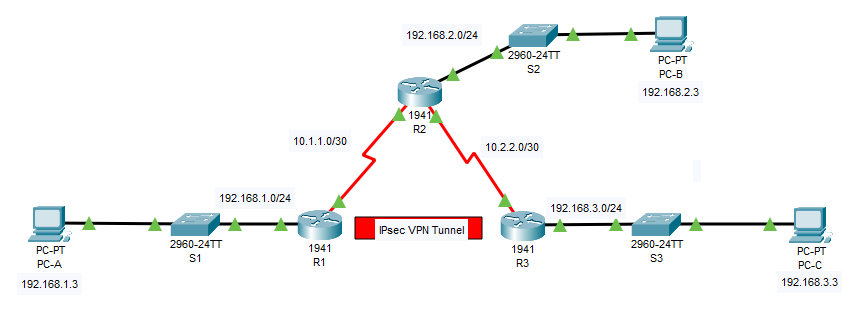 192.168.2.0/24
2960-24TT
S2
PC-PT
PC-B
192.168.2.3
1941
R2
10.1.1.0/30
10.2.2.0/30
192.168.1.0/24
192.168.3.0/24
PC-PT
PC-A
192.168.1.3
2960-24TT
S1
1941
R1
IPsec VPN Tunnel
1941
R3
2960-24TT
S3
PC-PT
PC-C
192.168.3.3